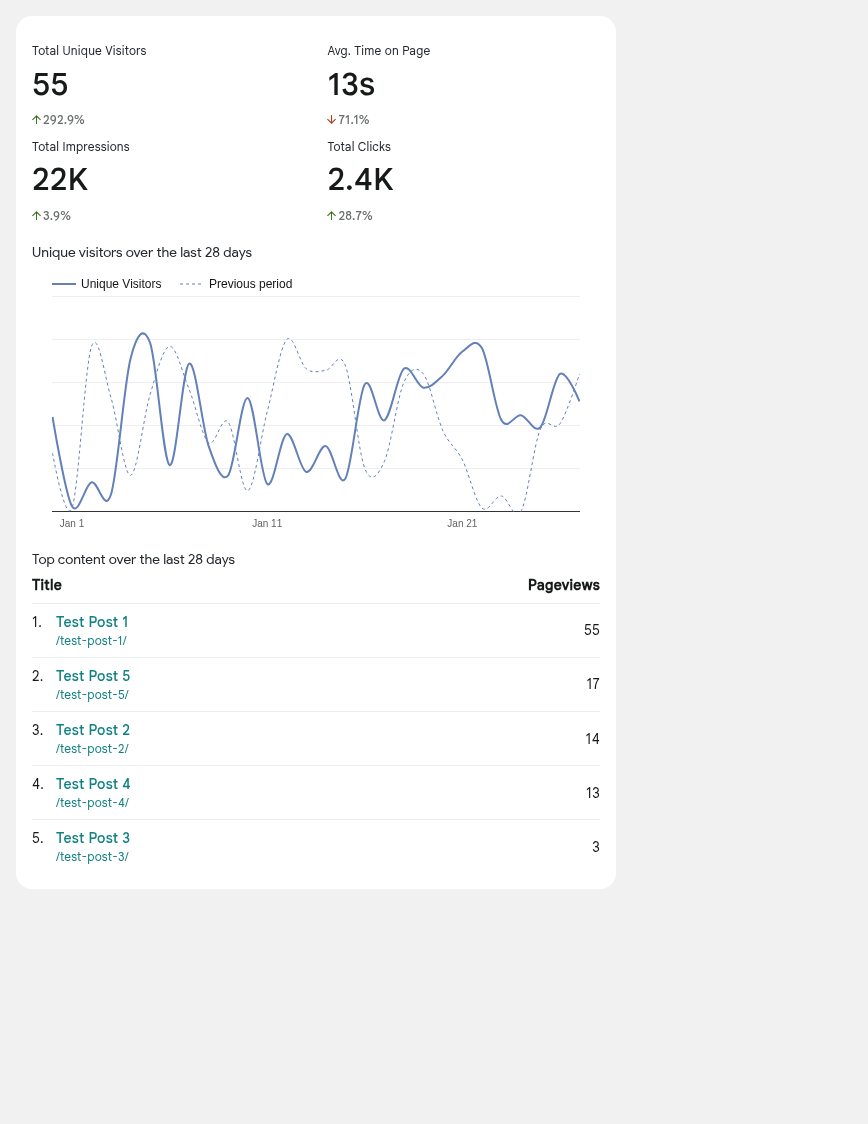 Total Unique Visitors
Avg. Time on Page
55
13s
↑292.9%
↓71.1%
Total Impressions
Total Clicks
22K
2.4K
↑3.9%
↑28.7%
Unique visitors over the last 28 days
Unique Visitors
Previous period
Jan 1
Jan 11
Jan 21
Top content over the last 28 days
Title Pageviews
1. Test Post 1
/test-post-1/
55
2. Test Post 5
/test-post-5/
17
3. Test Post 2
/test-post-2/
14
4. Test Post 4
/test-post-4/
13
5. Test Post 3
/test-post-3/
3